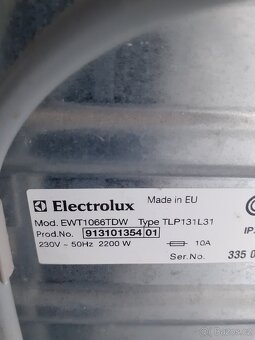 Electrolux Made in EU
Mod. EWT1066TDW Type TLP131L31
Prod.No. 913101354 01 IP
230V ~ 50Hz 2200 W 10A
Ser.No. 335 0